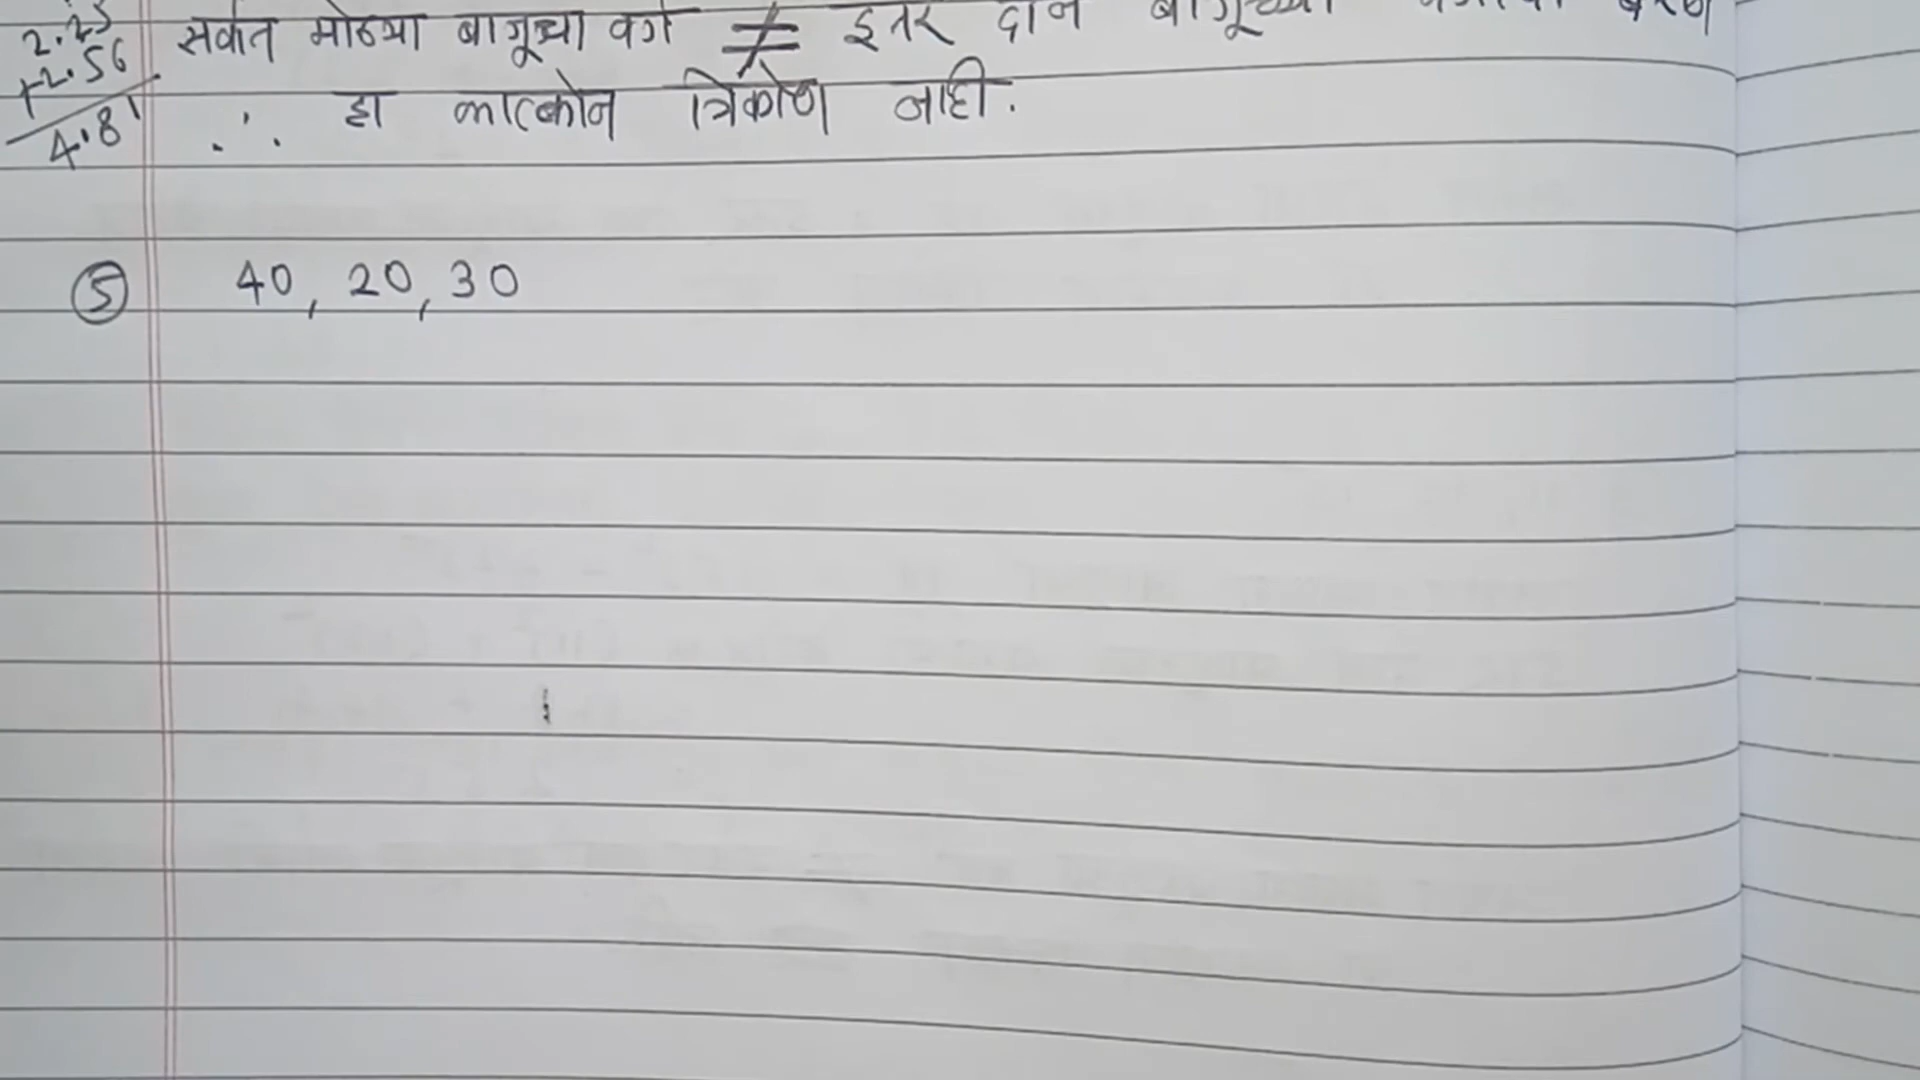 2.25
+2.56
4.81
सर्वात मोठ्या बाजूचा वर्ग ≠ इतर दोन बाजूच्या
∴ हा काटकोन त्रिकोण नाही.
⑤ 40, 20, 30